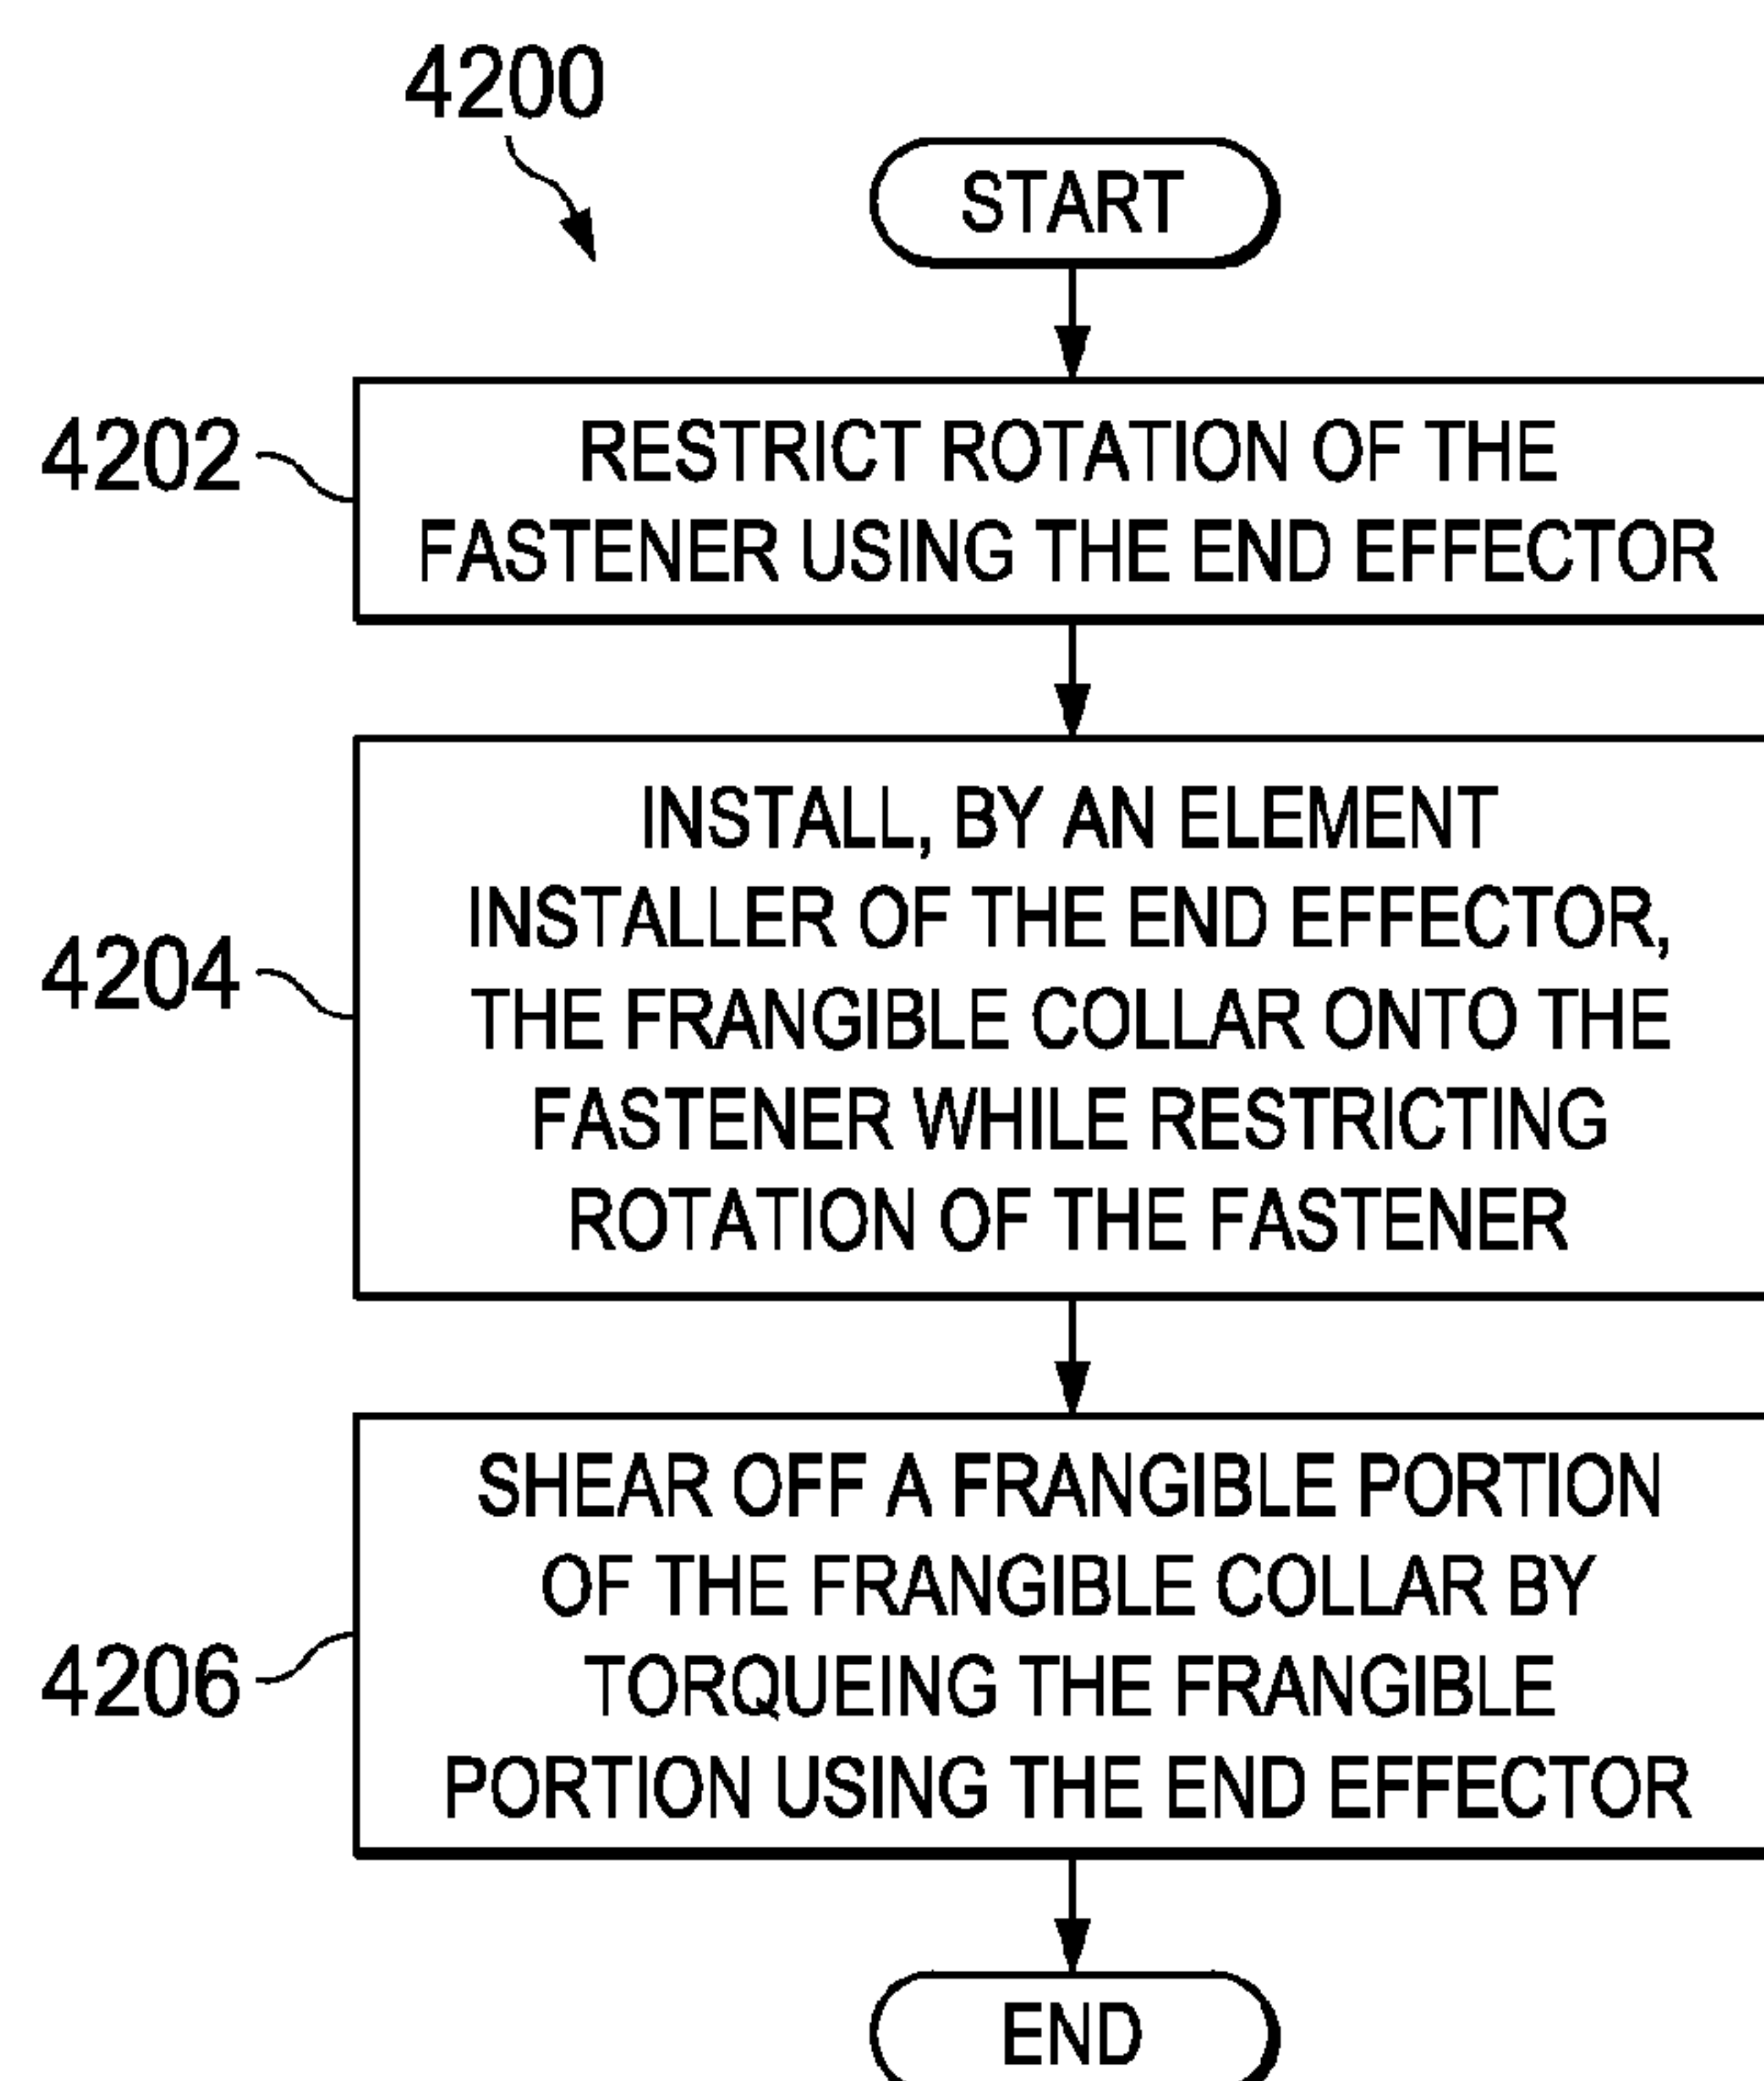 4200
START
4202
RESTRICT ROTATION OF THE
FASTENER USING THE END EFFECTOR
4204
INSTALL, BY AN ELEMENT
INSTALLER OF THE END EFFECTOR,
THE FRANGIBLE COLLAR ONTO THE
FASTENER WHILE RESTRICTING
ROTATION OF THE FASTENER
4206
SHEAR OFF A FRANGIBLE PORTION
OF THE FRANGIBLE COLLAR BY
TORQUEING THE FRANGIBLE
PORTION USING THE END EFFECTOR
END